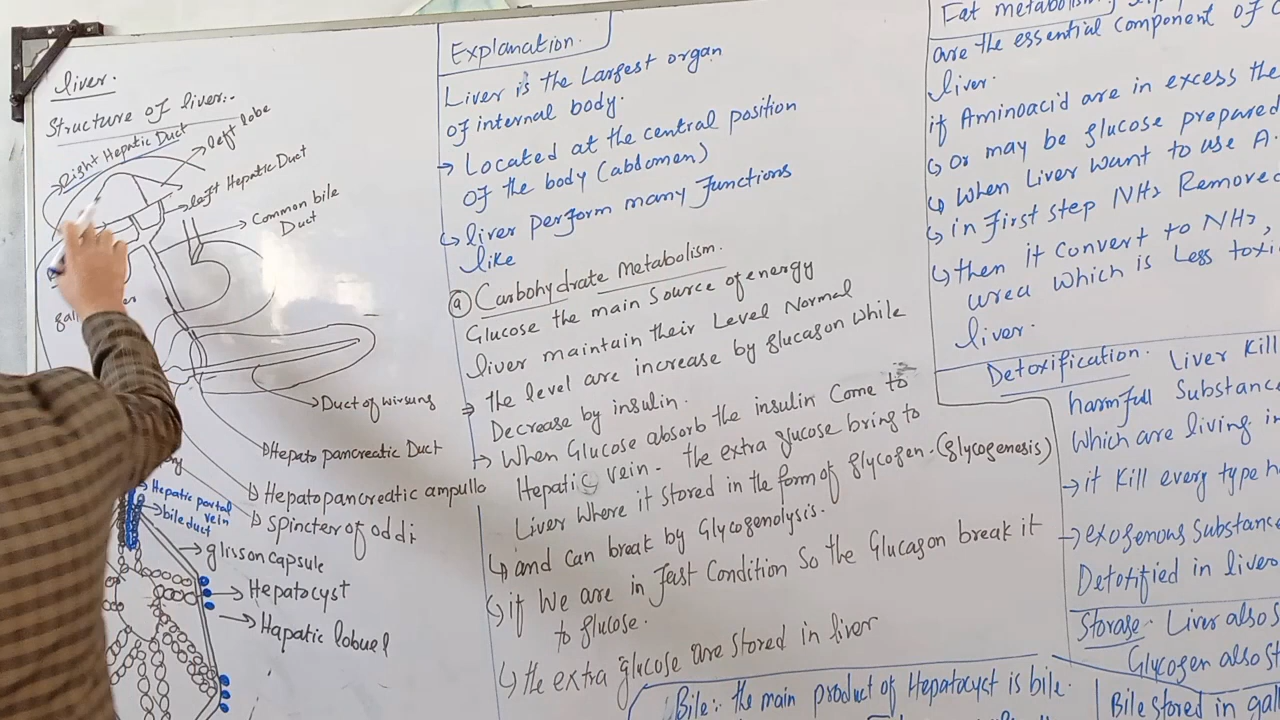 liver.
Structure of liver:-
Right Hepatic Duct
left lobe
left Hepatic Duct
Common bile
Duct
Duct of wirsung
Hepato pancreatic Duct
Hepatopancreatic ampullo
Spincter of oddi
Hepatic portal
vein
bile duct
glisson capsule
Hepatocyst
Hapatic lobuel
Explanation.
Liver is the Largest organ
of internal body.
→ Located at the central position
of the body (abdomen)
↳ liver perform many functions
like
(a) Carbohydrate Metabolism.
Glucose the main Source of energy
liver maintain their Level Normal
→ the level are increase by glucagon while
Decrease by insulin.
→ When Glucose absorb the insulin Come to
Hepatic vein - the extra glucose bring to
Liver Where it stored in the form of glycogen. (glycogenesis)
↳ and can break by Glycogenolysis.
↳ if We are in fast Condition So the Glucagon break it
to glucose.
↳ the extra glucose are stored in liver
Bile:- the main product of Hepatocyst is bile.
Fat metabolism
are the essential component of
liver.
if Aminoacid are in excess the
↳ or may be glucose prepared
↳ When Liver Want to use A
↳ in first step NH2 Removed
↳ then it convert to NH3,
urea which is Less toxi
liver.
Detoxification. Liver Kill
harmfull Substance
Which are living in
→ it Kill every type h
→ exogenous Substance
Detotified in liver
Storage- Liver also s
Glycogen also st
Bile stored in gal